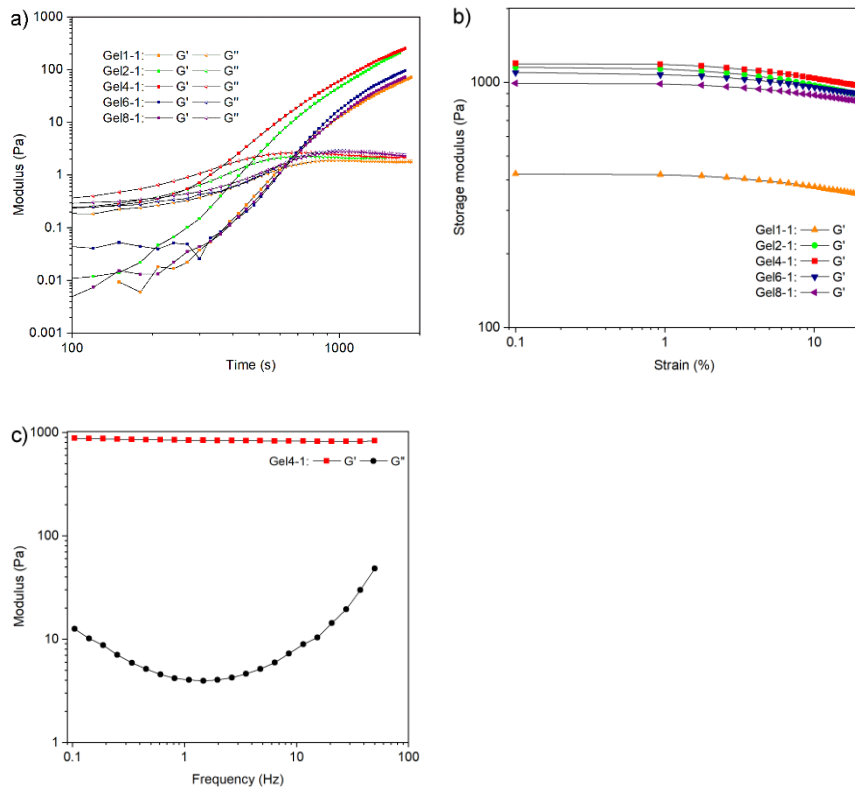 a)
1000
100
10
1
0.1
0.01
0.001
Modulus (Pa)
Gel1-1: G' G''
Gel2-1: G' G''
Gel4-1: G' G''
Gel6-1: G' G''
Gel8-1: G' G''
100 1000
Time (s)
b)
1000
100
Storage modulus (Pa)
Gel1-1: G'
Gel2-1: G'
Gel4-1: G'
Gel6-1: G'
Gel8-1: G'
0.1 1 10
Strain (%)
c)
1000
100
10
1
Modulus (Pa)
Gel4-1: G' G''
0.1 1 10 100
Frequency (Hz)